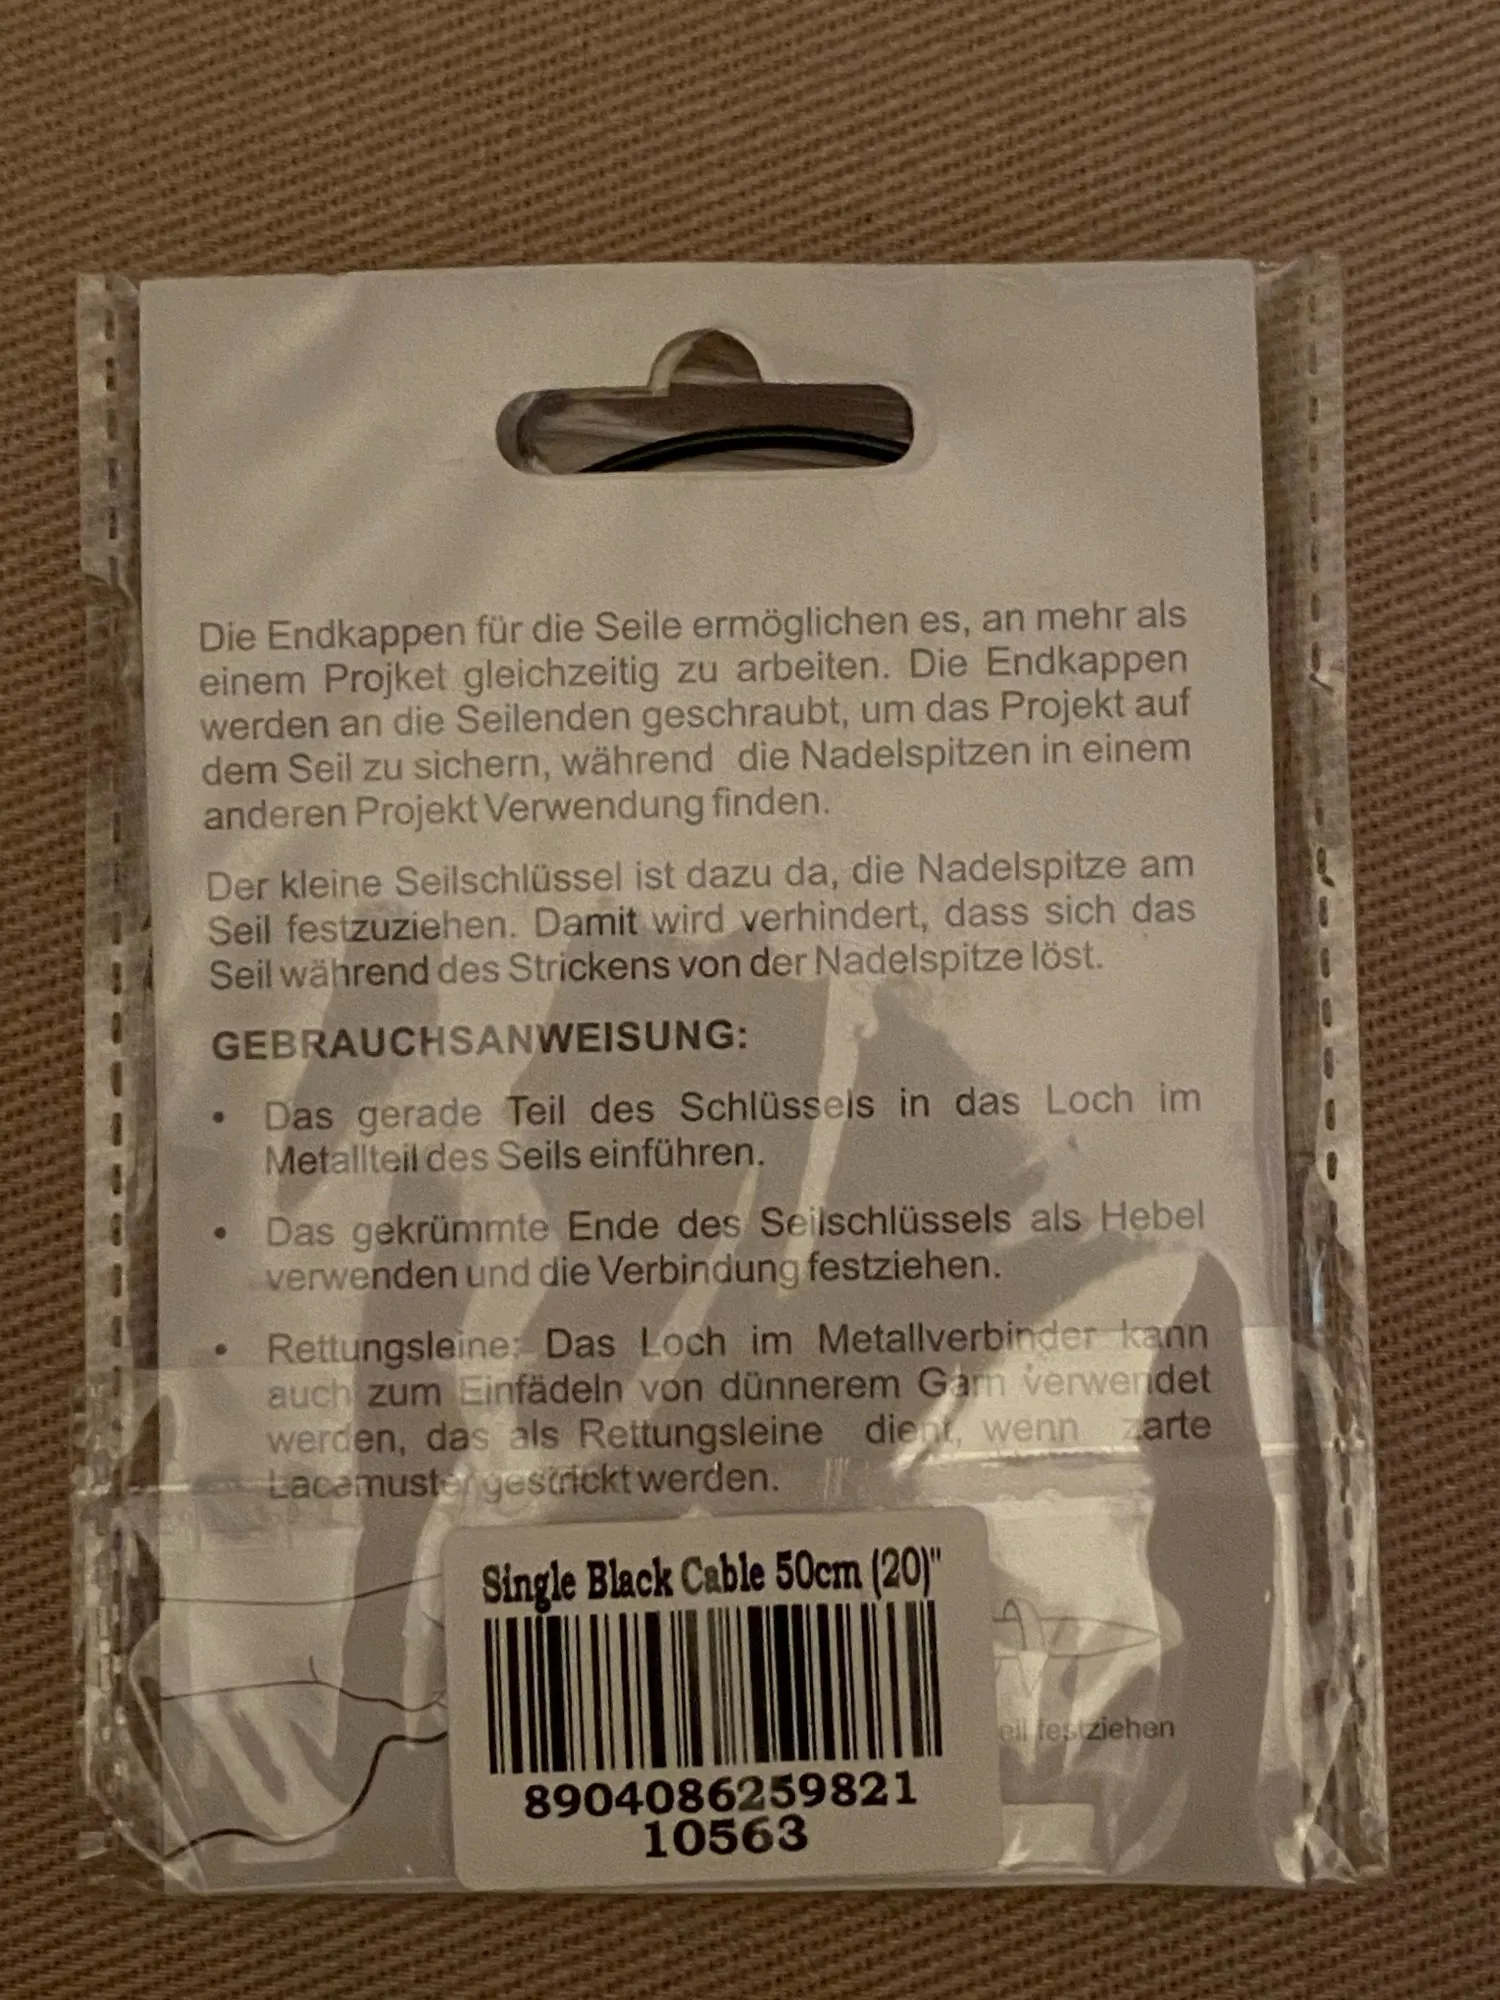 Die Endkappen für die Seile ermöglichen es, an mehr als
einem Projket gleichzeitig zu arbeiten. Die Endkappen
werden an die Seilenden geschraubt, um das Projekt auf
dem Seil zu sichern, während die Nadelspitzen in einem
anderen Projekt Verwendung finden.
Der kleine Seilschlüssel ist dazu da, die Nadelspitze am
Seil festzuziehen. Damit wird verhindert, dass sich das
Seil während des Strickens von der Nadelspitze löst.
GEBRAUCHSANWEISUNG:
• Das gerade Teil des Schlüssels in das Loch im
Metallteil des Seils einführen.
• Das gekrümmte Ende des Seilschlüssels als Hebel
verwenden und die Verbindung festziehen.
• Rettungsleine: Das Loch im Metallverbinder kann
auch zum Einfädeln von dünnerem Garn verwendet
werden, das als Rettungsleine dient, wenn zarte
Lacemuster gestrickt werden.
Single Black Cable 50cm (20)"
8904086259821
10563
festziehen